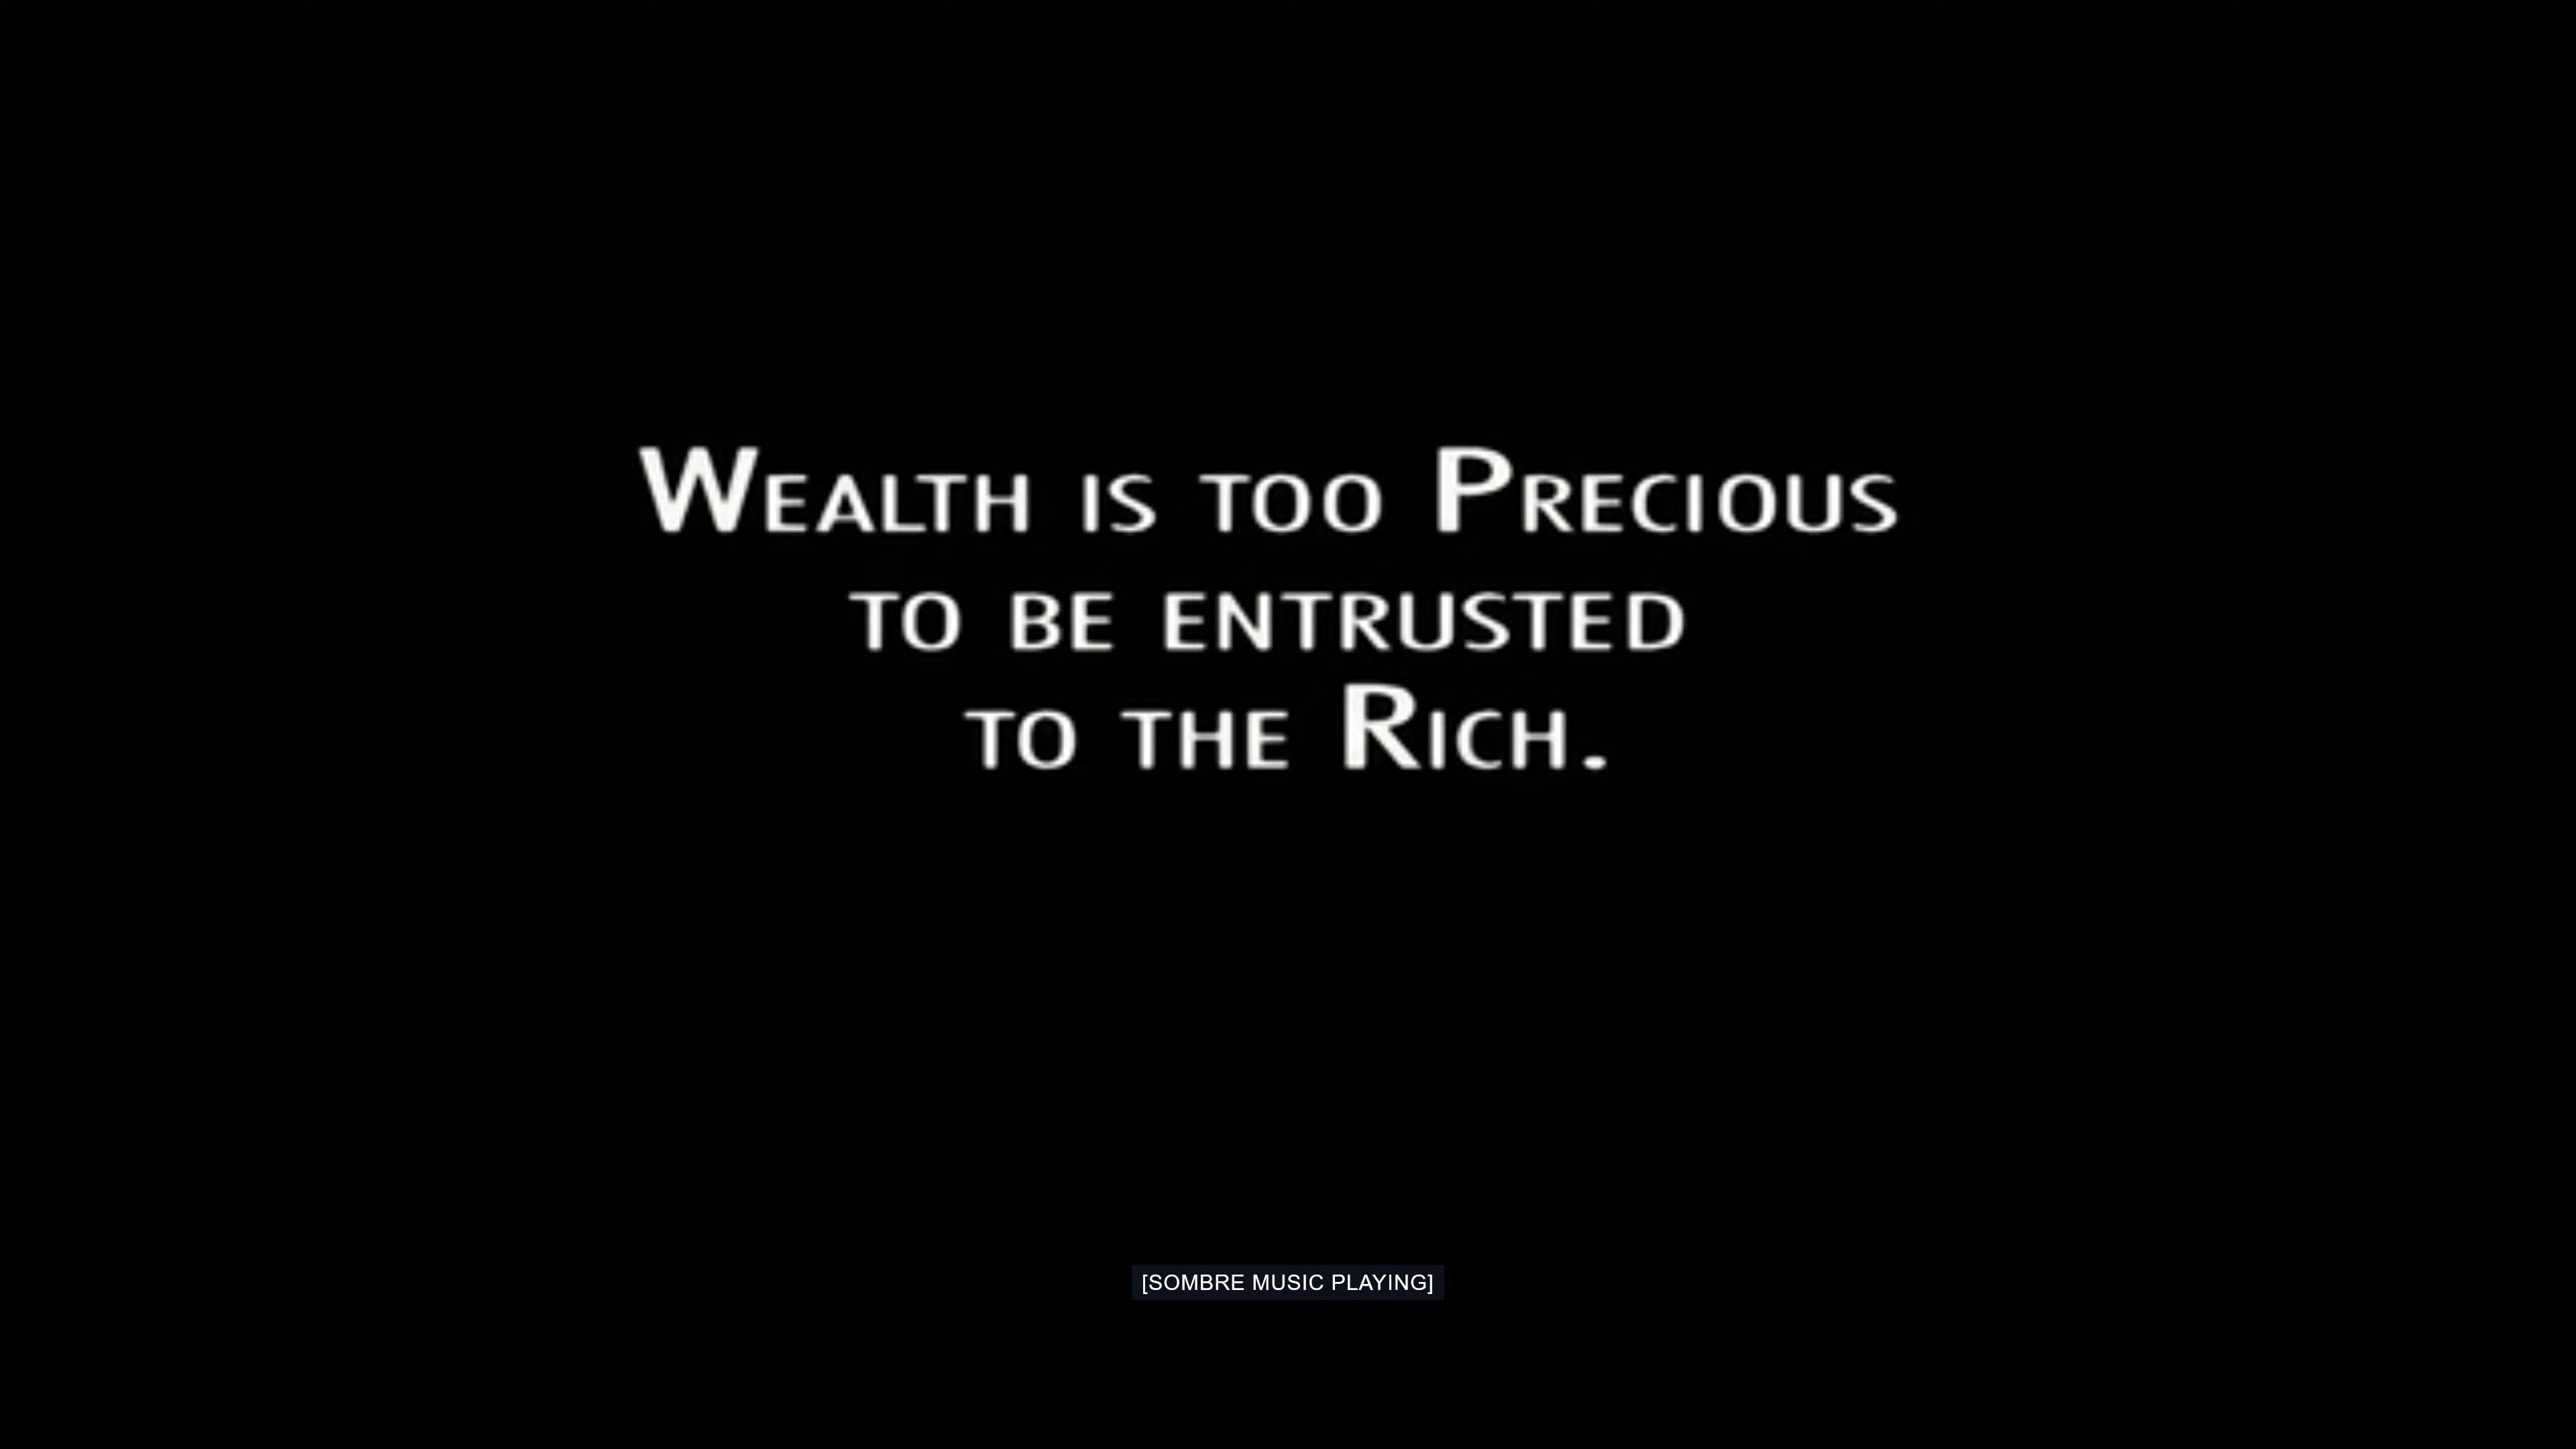 Wealth is too Precious
to be entrusted
to the Rich.
[SOMBRE MUSIC PLAYING]